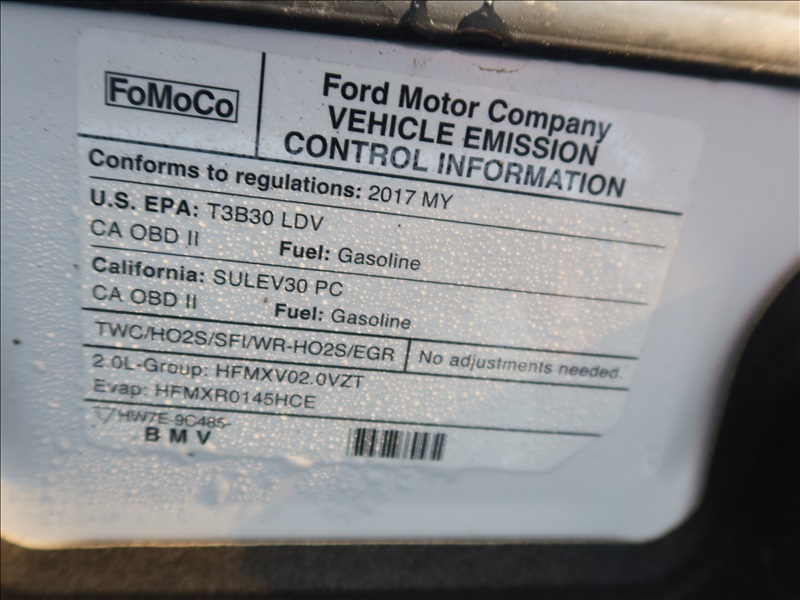 FoMoCo
Ford Motor Company
VEHICLE EMISSION
CONTROL INFORMATION
Conforms to regulations: 2017 MY
U.S. EPA: T3B30 LDV
CA OBD II Fuel: Gasoline
California: SULEV30 PC
CA OBD II Fuel: Gasoline
TWC/HO2S/SFI/WR-HO2S/EGR No adjustments needed.
2.0L-Group: HFMXV02.0VZT
Evap: HFMXR0145HCE
HW7E-9C485-
BMV